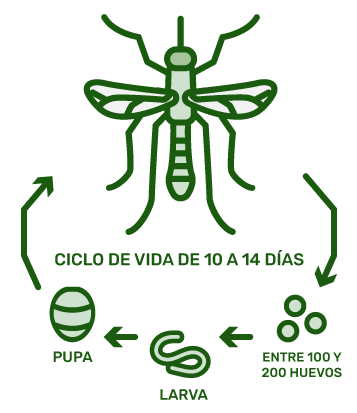 CICLO DE VIDA DE 10 A 14 DÍAS
PUPA
ENTRE 100 Y
200 HUEVOS
LARVA